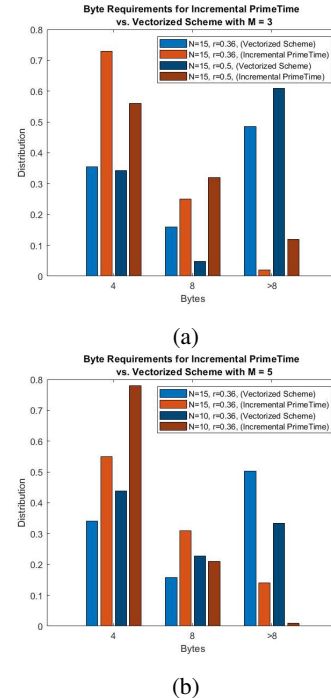 Byte Requirements for Incremental PrimeTime
vs. Vectorized Scheme with M = 3
0.8
N=15, r=0.36, (Vectorized Scheme)
N=15, r=0.36, (Incremental PrimeTime)
N=15, r=0.5, (Vectorized Scheme)
N=15, r=0.5, (Incremental PrimeTime)
0.7
0.6
0.5
0.4
0.3
0.2
0.1
0
Distribution
4 8 >8
Bytes
(a)
Byte Requirements for Incremental PrimeTime
vs. Vectorized Scheme with M = 5
0.8
N=15, r=0.36, (Vectorized Scheme)
N=15, r=0.36, (Incremental PrimeTime)
N=10, r=0.36, (Vectorized Scheme)
N=10, r=0.36, (Incremental PrimeTime)
0.7
0.6
0.5
0.4
0.3
0.2
0.1
0
Distribution
4 8 >8
Bytes
(b)